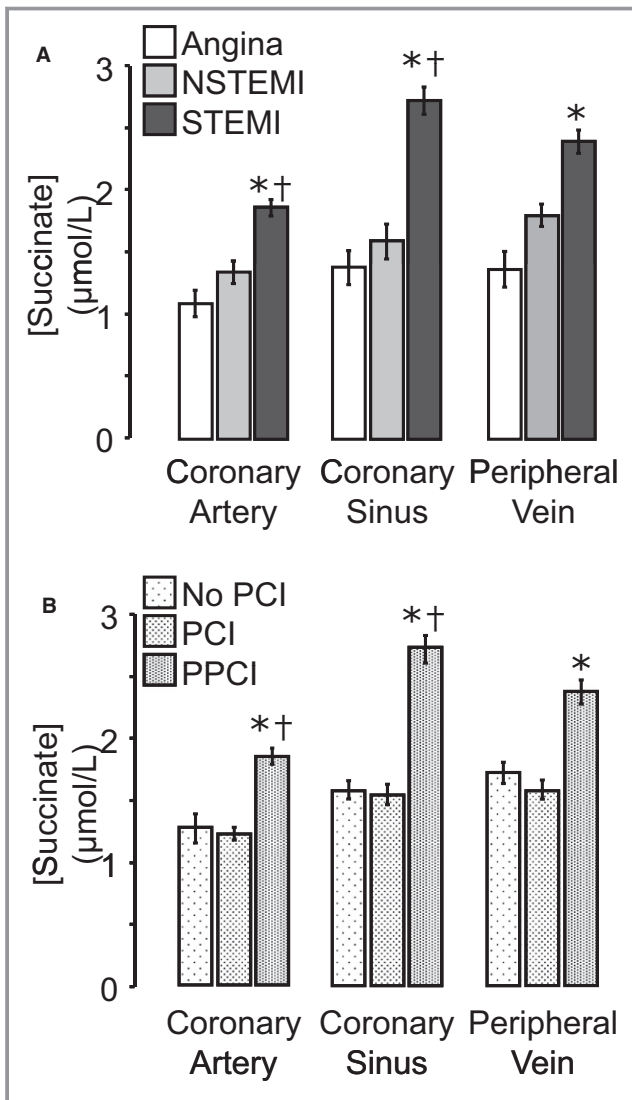 A
Angina
NSTEMI
STEMI
[Succinate]
(µmol/L)
3
2
1
0
*†
*†
*
Coronary Artery
Coronary Sinus
Peripheral Vein
B
No PCI
PCI
PPCI
[Succinate]
(µmol/L)
3
2
1
0
*†
*†
*
Coronary Artery
Coronary Sinus
Peripheral Vein